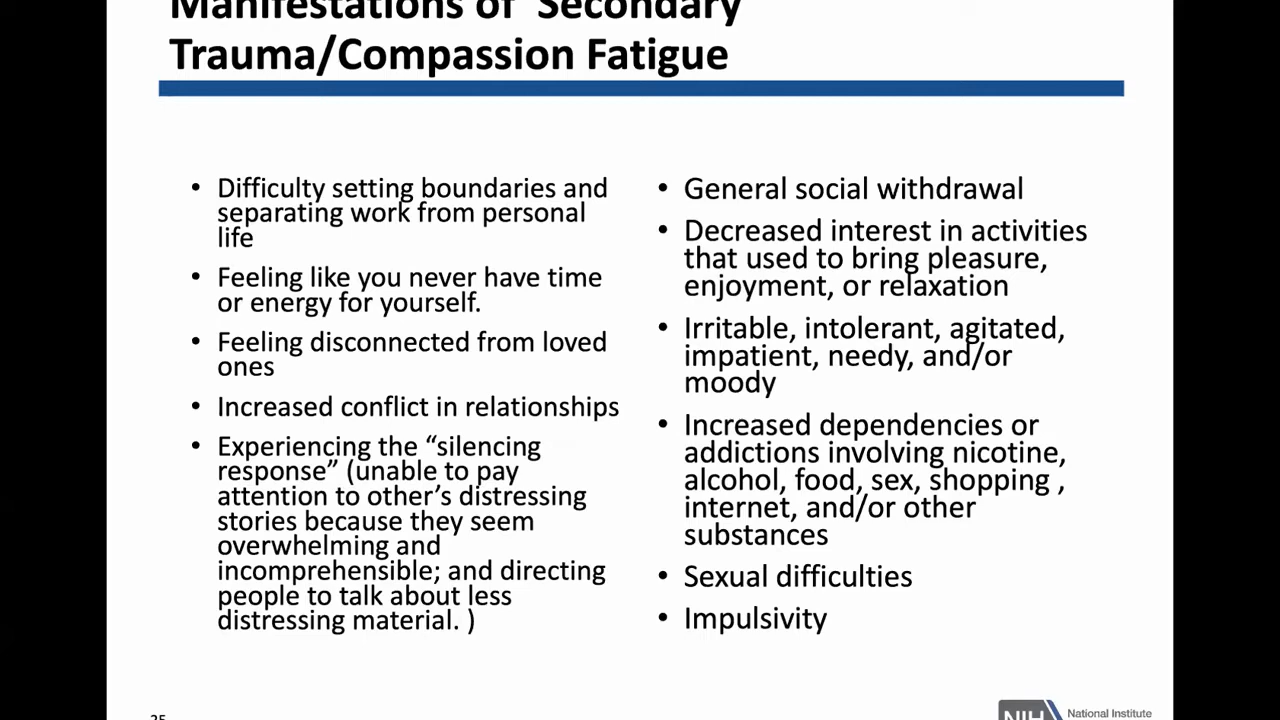 Manifestations of Secondary
Trauma/Compassion Fatigue
• Difficulty setting boundaries and
separating work from personal
life
• Feeling like you never have time
or energy for yourself.
• Feeling disconnected from loved
ones
• Increased conflict in relationships
• Experiencing the “silencing
response” (unable to pay
attention to other’s distressing
stories because they seem
overwhelming and
incomprehensible; and directing
people to talk about less
distressing material. )
• General social withdrawal
• Decreased interest in activities
that used to bring pleasure,
enjoyment, or relaxation
• Irritable, intolerant, agitated,
impatient, needy, and/or
moody
• Increased dependencies or
addictions involving nicotine,
alcohol, food, sex, shopping ,
internet, and/or other
substances
• Sexual difficulties
• Impulsivity
25
NIH
National Institute